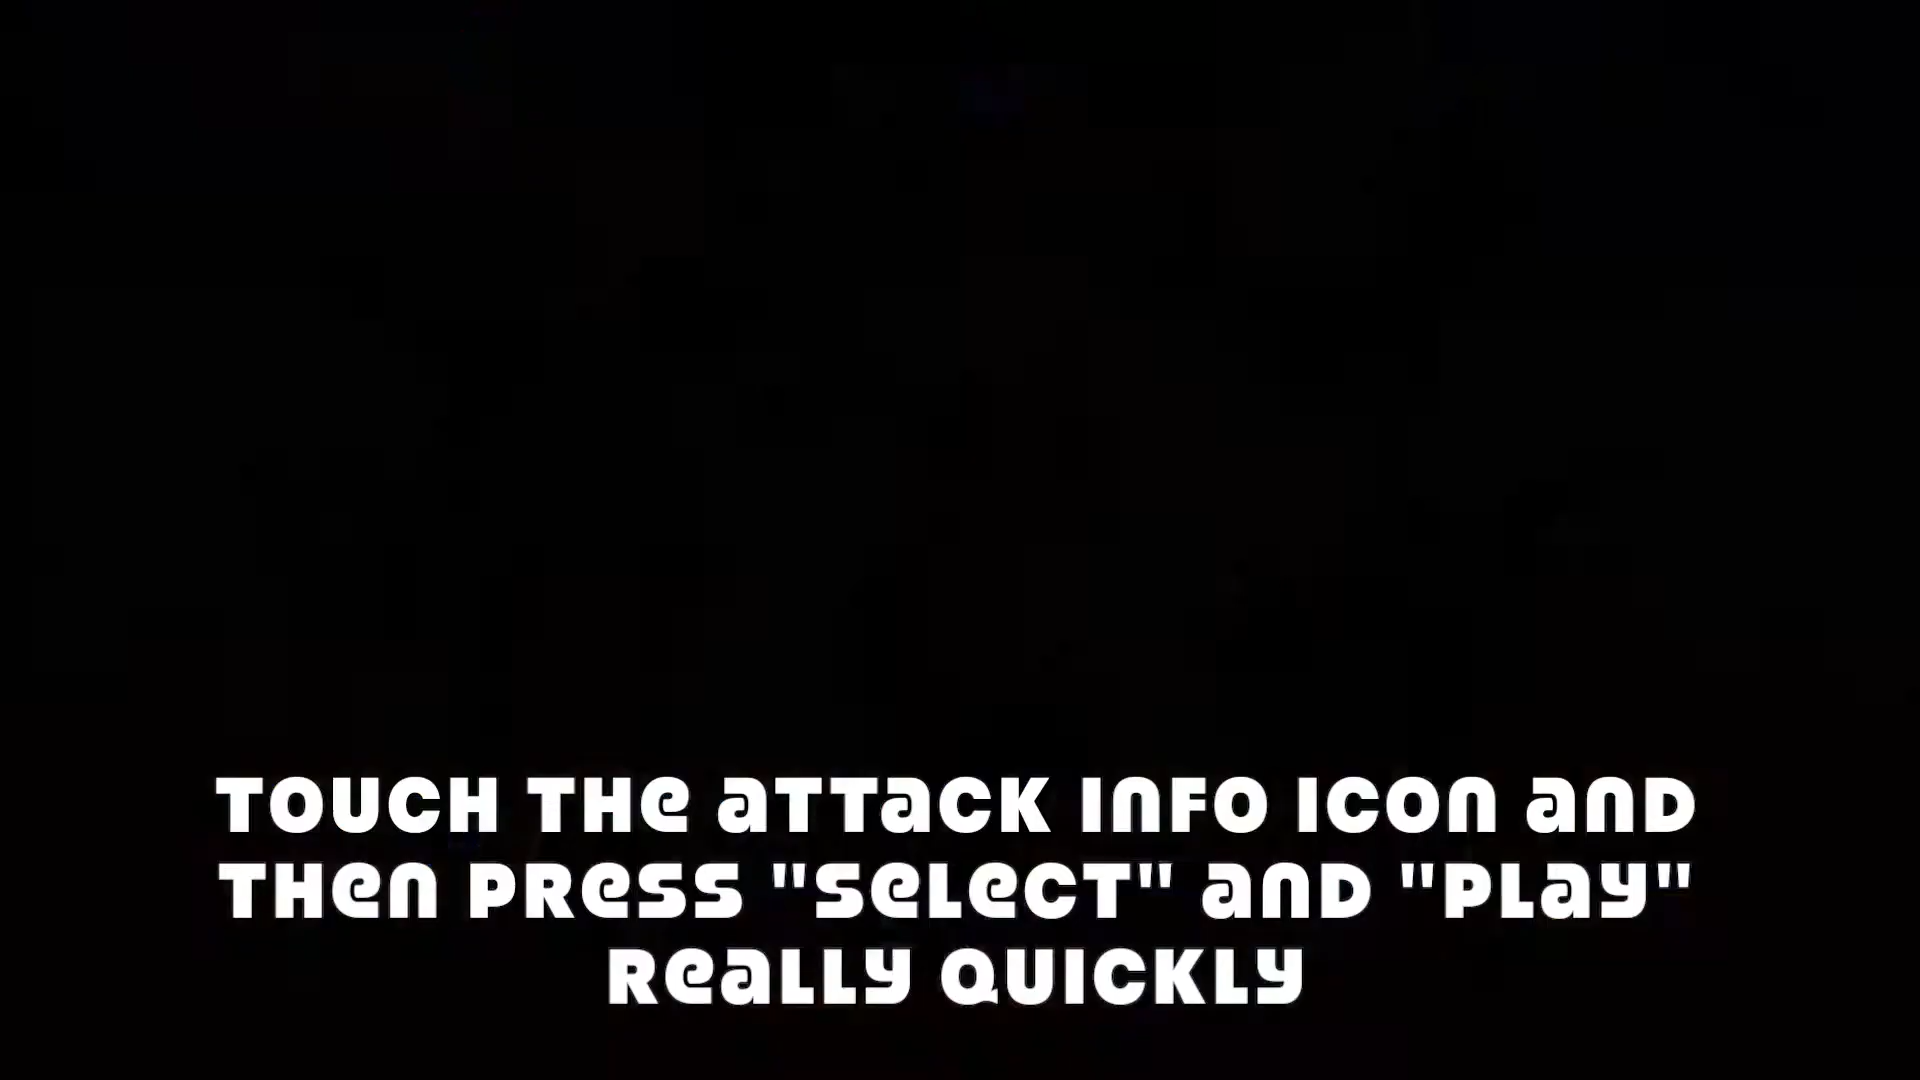 TOUCH THE ATTACK INFO ICON AND
THEN PRESS "SELECT" AND "PLAY"
REALLY QUICKLY